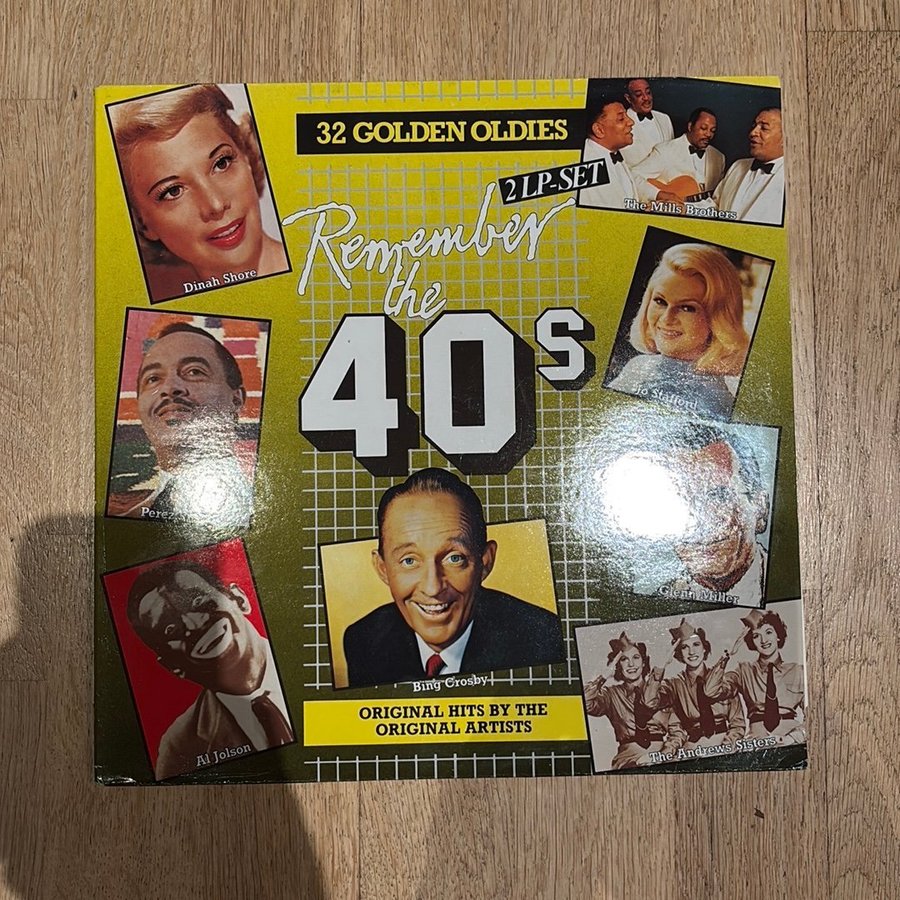 32 GOLDEN OLDIES
2 LP-SET
The Mills Brothers
Remember
the
40s
Dinah Shore
Jo Stafford
Perez
Glenn Miller
Bing Crosby
Al Jolson
ORIGINAL HITS BY THE
ORIGINAL ARTISTS
The Andrews Sisters